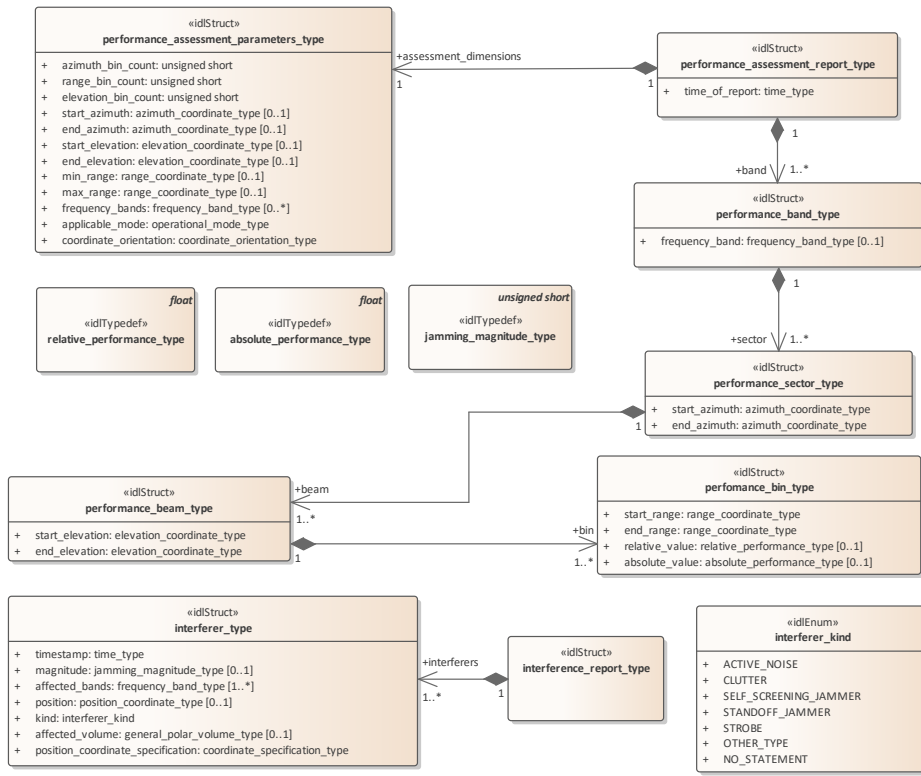 «idlStruct»
performance_assessment_parameters_type
+ azimuth_bin_count: unsigned short
+ range_bin_count: unsigned short
+ elevation_bin_count: unsigned short
+ start_azimuth: azimuth_coordinate_type [0..1]
+ end_azimuth: azimuth_coordinate_type [0..1]
+ start_elevation: elevation_coordinate_type [0..1]
+ end_elevation: elevation_coordinate_type [0..1]
+ min_range: range_coordinate_type [0..1]
+ max_range: range_coordinate_type [0..1]
+ frequency_bands: frequency_band_type [0..*]
+ applicable_mode: operational_mode_type
+ coordinate_orientation: coordinate_orientation_type
+assessment_dimensions
1
1
«idlStruct»
performance_assessment_report_type
+ time_of_report: time_type
1
+band
1..*
«idlStruct»
performance_band_type
+ frequency_band: frequency_band_type [0..1]
1
+sector
1..*
float
«idlTypedef»
relative_performance_type
float
«idlTypedef»
absolute_performance_type
unsigned short
«idlTypedef»
jamming_magnitude_type
«idlStruct»
performance_sector_type
+ start_azimuth: azimuth_coordinate_type
+ end_azimuth: azimuth_coordinate_type
1
+beam
1..*
«idlStruct»
performance_beam_type
+ start_elevation: elevation_coordinate_type
+ end_elevation: elevation_coordinate_type
1
+bin
1..*
«idlStruct»
perfomance_bin_type
+ start_range: range_coordinate_type
+ end_range: range_coordinate_type
+ relative_value: relative_performance_type [0..1]
+ absolute_value: absolute_performance_type [0..1]
«idlStruct»
interferer_type
+ timestamp: time_type
+ magnitude: jamming_magnitude_type [0..1]
+ affected_bands: frequency_band_type [1..*]
+ position: position_coordinate_type [0..1]
+ kind: interferer_kind
+ affected_volume: general_polar_volume_type [0..1]
+ position_coordinate_specification: coordinate_specification_type
+interferers
1..*
1
«idlStruct»
interference_report_type
«idlEnum»
interferer_kind
+ ACTIVE_NOISE
+ CLUTTER
+ SELF_SCREENING_JAMMER
+ STANDOFF_JAMMER
+ STROBE
+ OTHER_TYPE
+ NO_STATEMENT